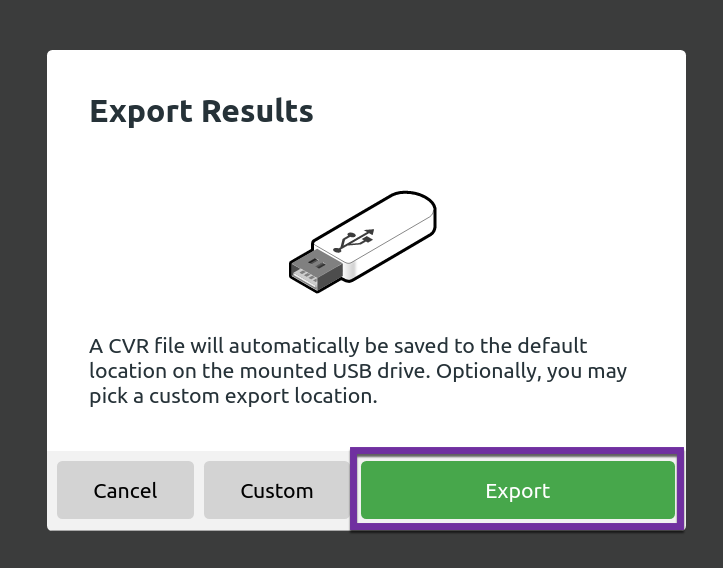 Export Results
A CVR file will automatically be saved to the default
location on the mounted USB drive. Optionally, you may
pick a custom export location.
Cancel
Custom
Export